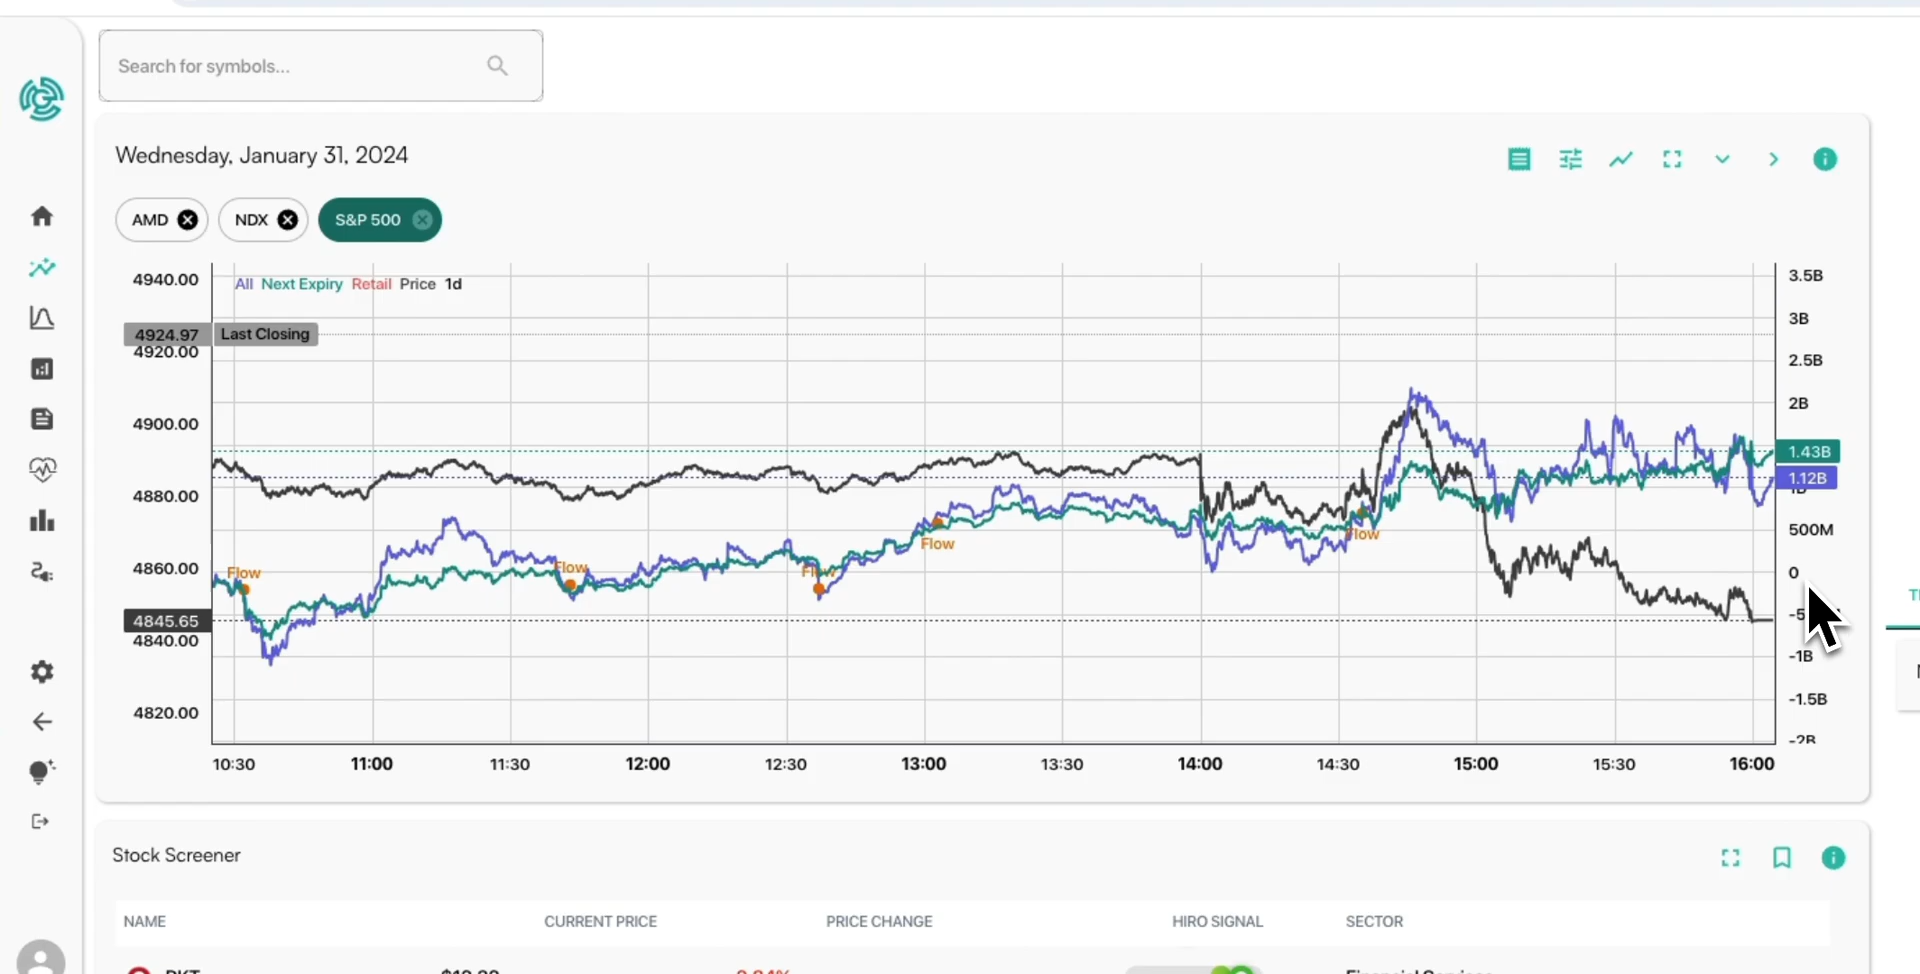 Search for symbols...
Wednesday, January 31, 2024
AMD NDX S&P 500
All Next Expiry Retail Price 1d
4940.00
4924.97 Last Closing
4920.00
4900.00
4880.00
4860.00
4845.65
4840.00
4820.00
3.5B
3B
2.5B
2B
1.43B
1.12B
500M
0
-1B
-1.5B
-2B
Flow
Flow
Flow
Flow
Flow
10:30 11:00 11:30 12:00 12:30 13:00 13:30 14:00 14:30 15:00 15:30 16:00
Stock Screener
NAME CURRENT PRICE PRICE CHANGE HIRO SIGNAL SECTOR